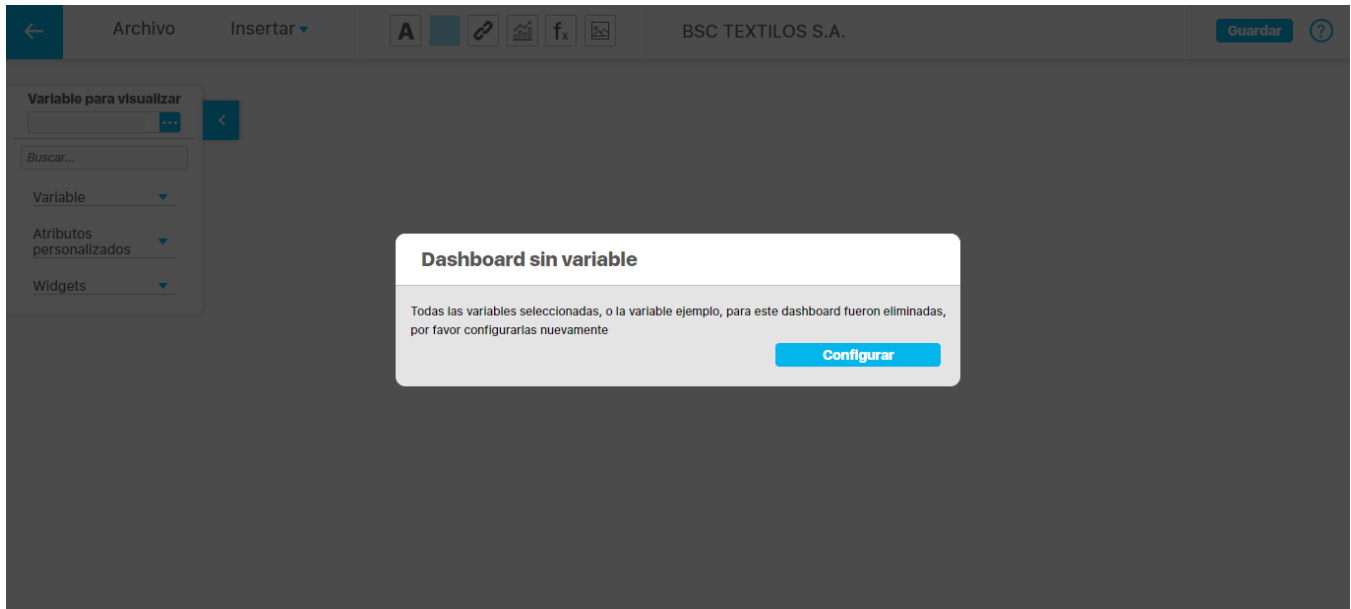 Archivo
Insertar
A
fx
BSC TEXTILOS S.A.
Guardar
?
Variable para visualizar
...
Buscar...
Variable
Atributos
personalizados
Widgets
Dashboard sin variable
Todas las variables seleccionadas, o la variable ejemplo, para este dashboard fueron eliminadas,
por favor configurarlas nuevamente
Configurar